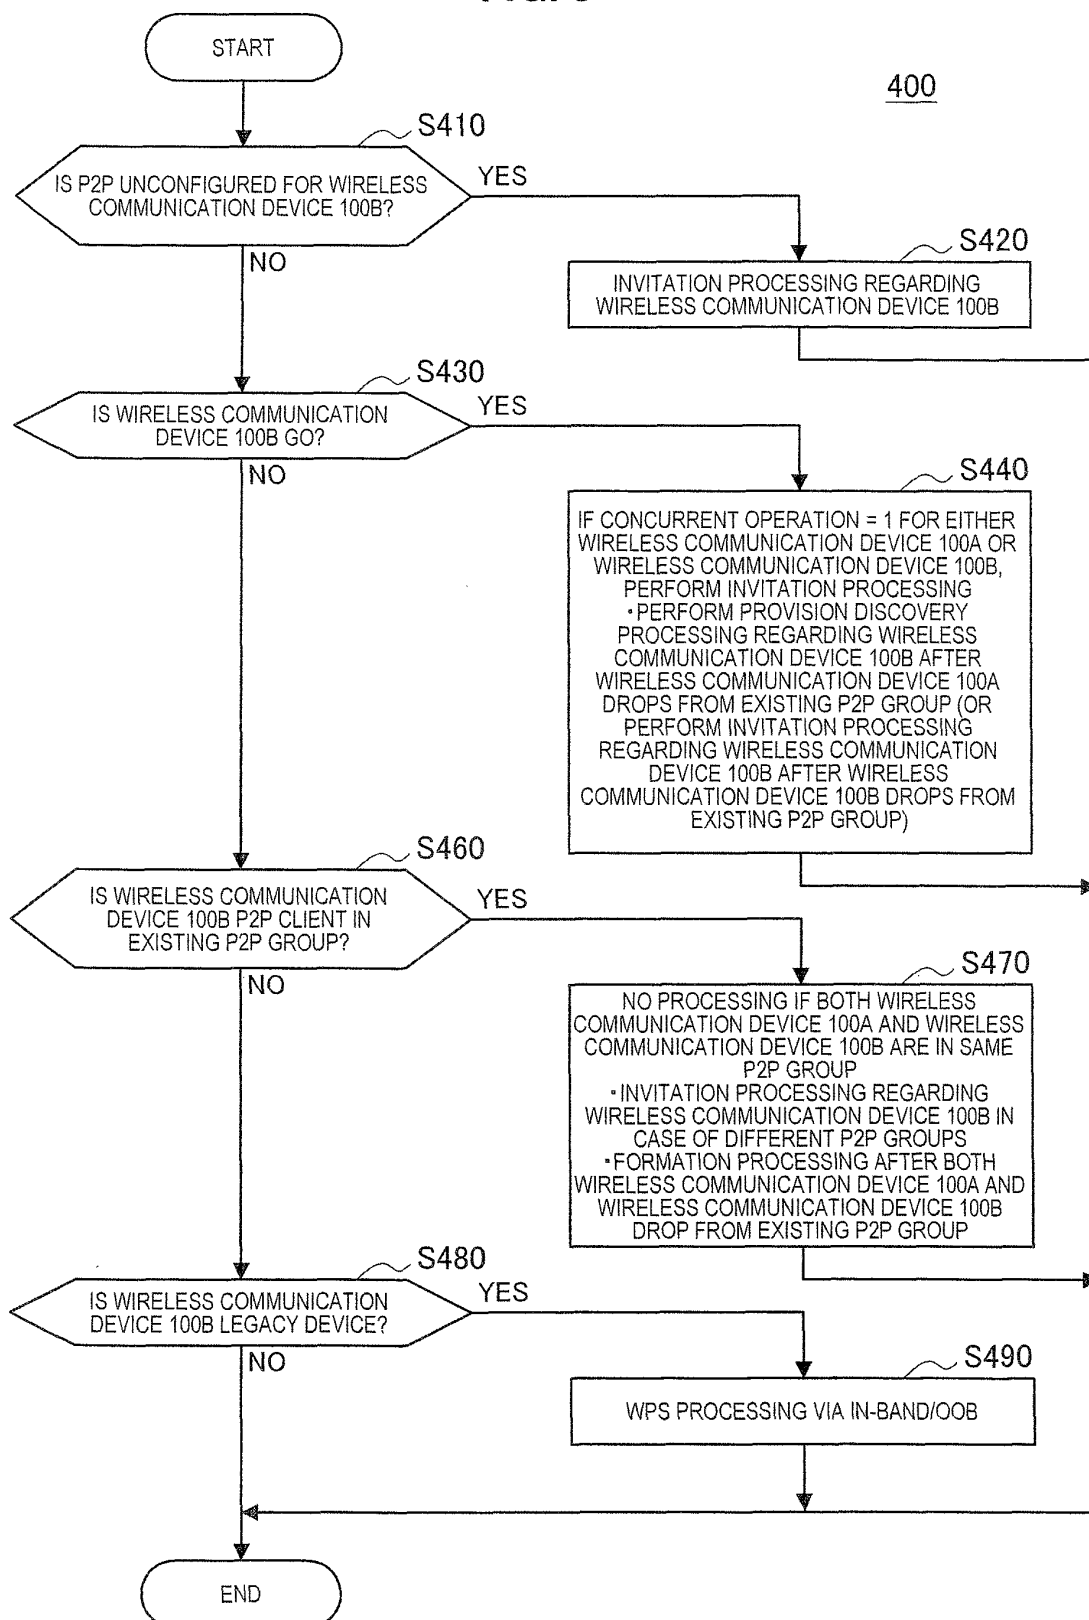 START
400
S410
IS P2P UNCONFIGURED FOR WIRELESS
COMMUNICATION DEVICE 100B?
YES
NO
S420
INVITATION PROCESSING REGARDING
WIRELESS COMMUNICATION DEVICE 100B
S430
IS WIRELESS COMMUNICATION
DEVICE 100B GO?
YES
NO
S440
IF CONCURRENT OPERATION = 1 FOR EITHER
WIRELESS COMMUNICATION DEVICE 100A OR
WIRELESS COMMUNICATION DEVICE 100B,
PERFORM INVITATION PROCESSING
・PERFORM PROVISION DISCOVERY
PROCESSING REGARDING WIRELESS
COMMUNICATION DEVICE 100B AFTER
WIRELESS COMMUNICATION DEVICE 100A
DROPS FROM EXISTING P2P GROUP (OR
PERFORM INVITATION PROCESSING
REGARDING WIRELESS COMMUNICATION
DEVICE 100B AFTER WIRELESS
COMMUNICATION DEVICE 100B DROPS FROM
EXISTING P2P GROUP)
S460
IS WIRELESS COMMUNICATION
DEVICE 100B P2P CLIENT IN
EXISTING P2P GROUP?
YES
NO
S470
NO PROCESSING IF BOTH WIRELESS
COMMUNICATION DEVICE 100A AND WIRELESS
COMMUNICATION DEVICE 100B ARE IN SAME
P2P GROUP
・INVITATION PROCESSING REGARDING
WIRELESS COMMUNICATION DEVICE 100B IN
CASE OF DIFFERENT P2P GROUPS
・FORMATION PROCESSING AFTER BOTH
WIRELESS COMMUNICATION DEVICE 100A AND
WIRELESS COMMUNICATION DEVICE 100B
DROP FROM EXISTING P2P GROUP
S480
IS WIRELESS COMMUNICATION
DEVICE 100B LEGACY DEVICE?
YES
NO
S490
WPS PROCESSING VIA IN-BAND/OOB
END